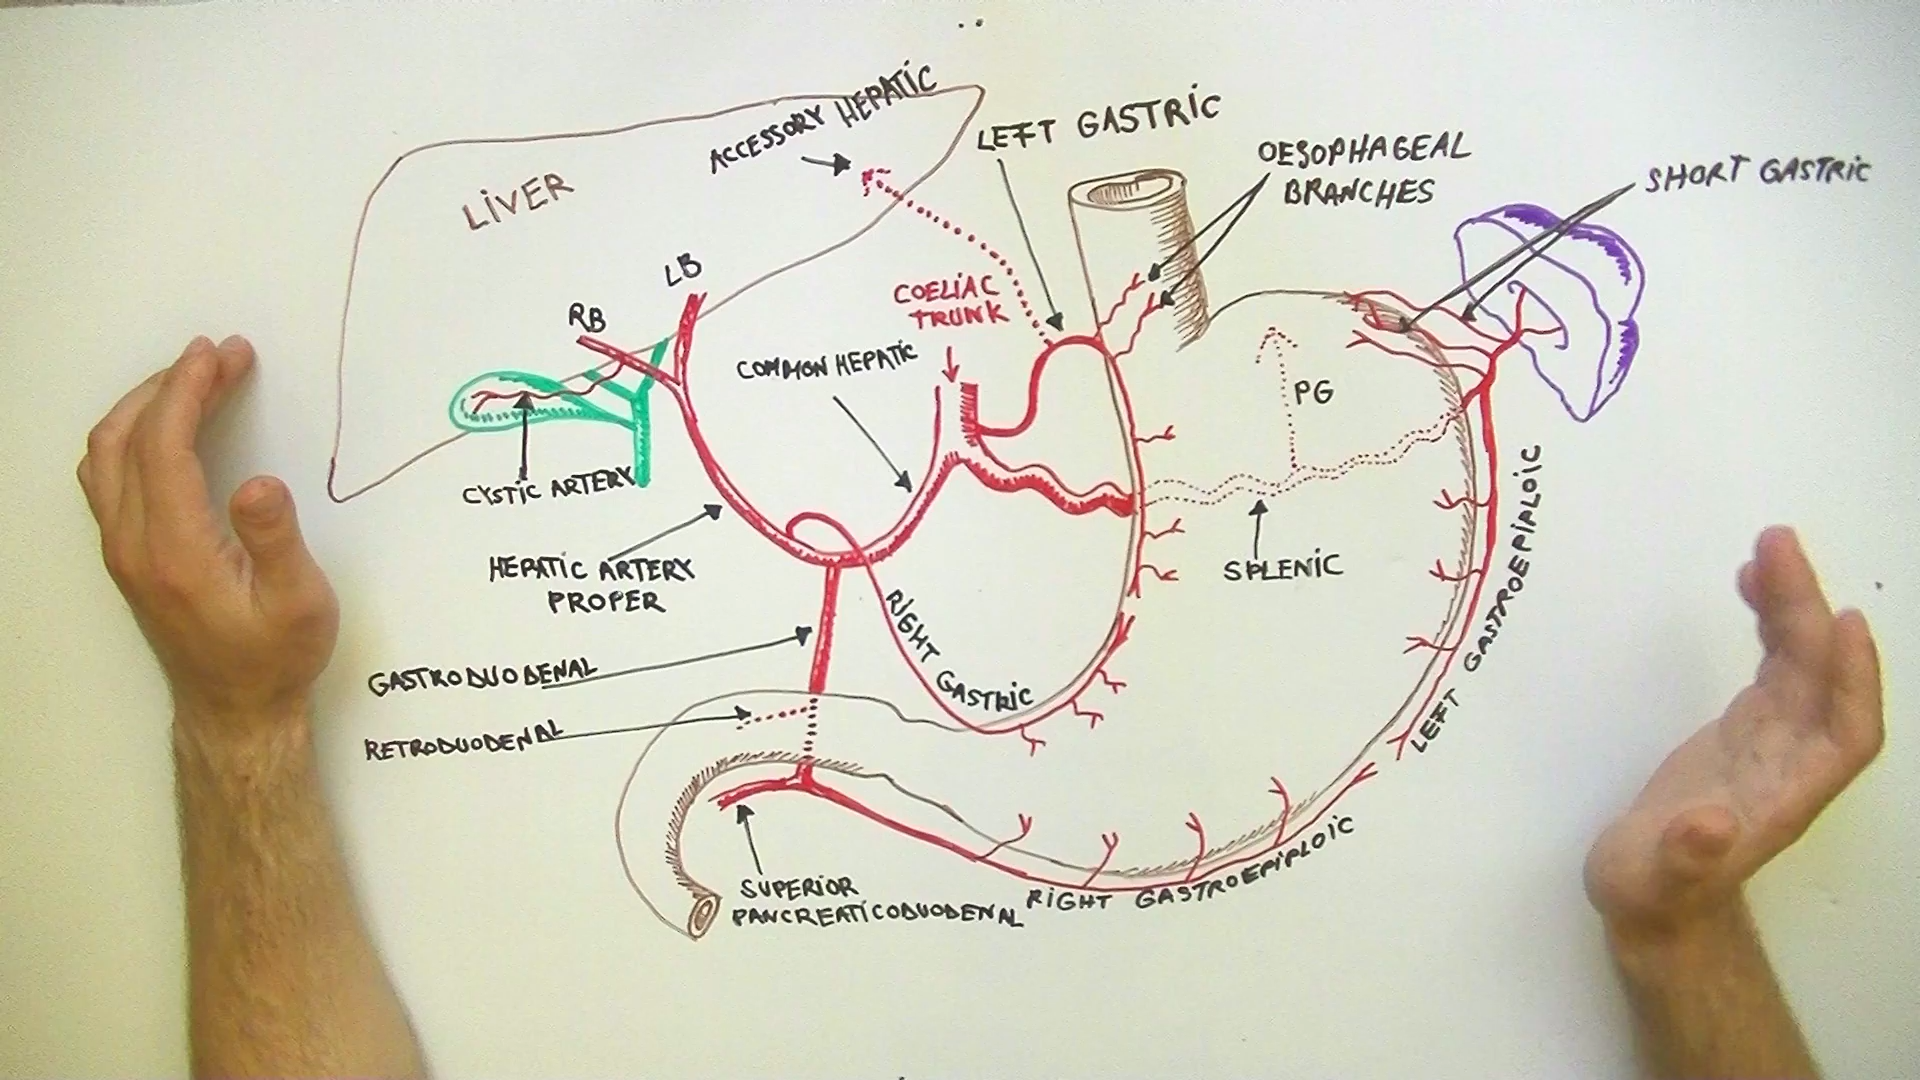 ACCESSORY HEPATIC
LEFT GASTRIC
OESOPHAGEAL
BRANCHES
SHORT GASTRIC
LIVER
LB
RB
COELIAC
TRUNK
COMMON HEPATIC
PG
CYSTIC ARTERY
HEPATIC ARTERY
PROPER
SPLENIC
LEFT GASTROEPIPLOIC
RIGHT GASTRIC
GASTRODUODENAL
RETRODUODENAL
SUPERIOR
PANCREATICODUODENAL
RIGHT GASTROEPIPLOIC